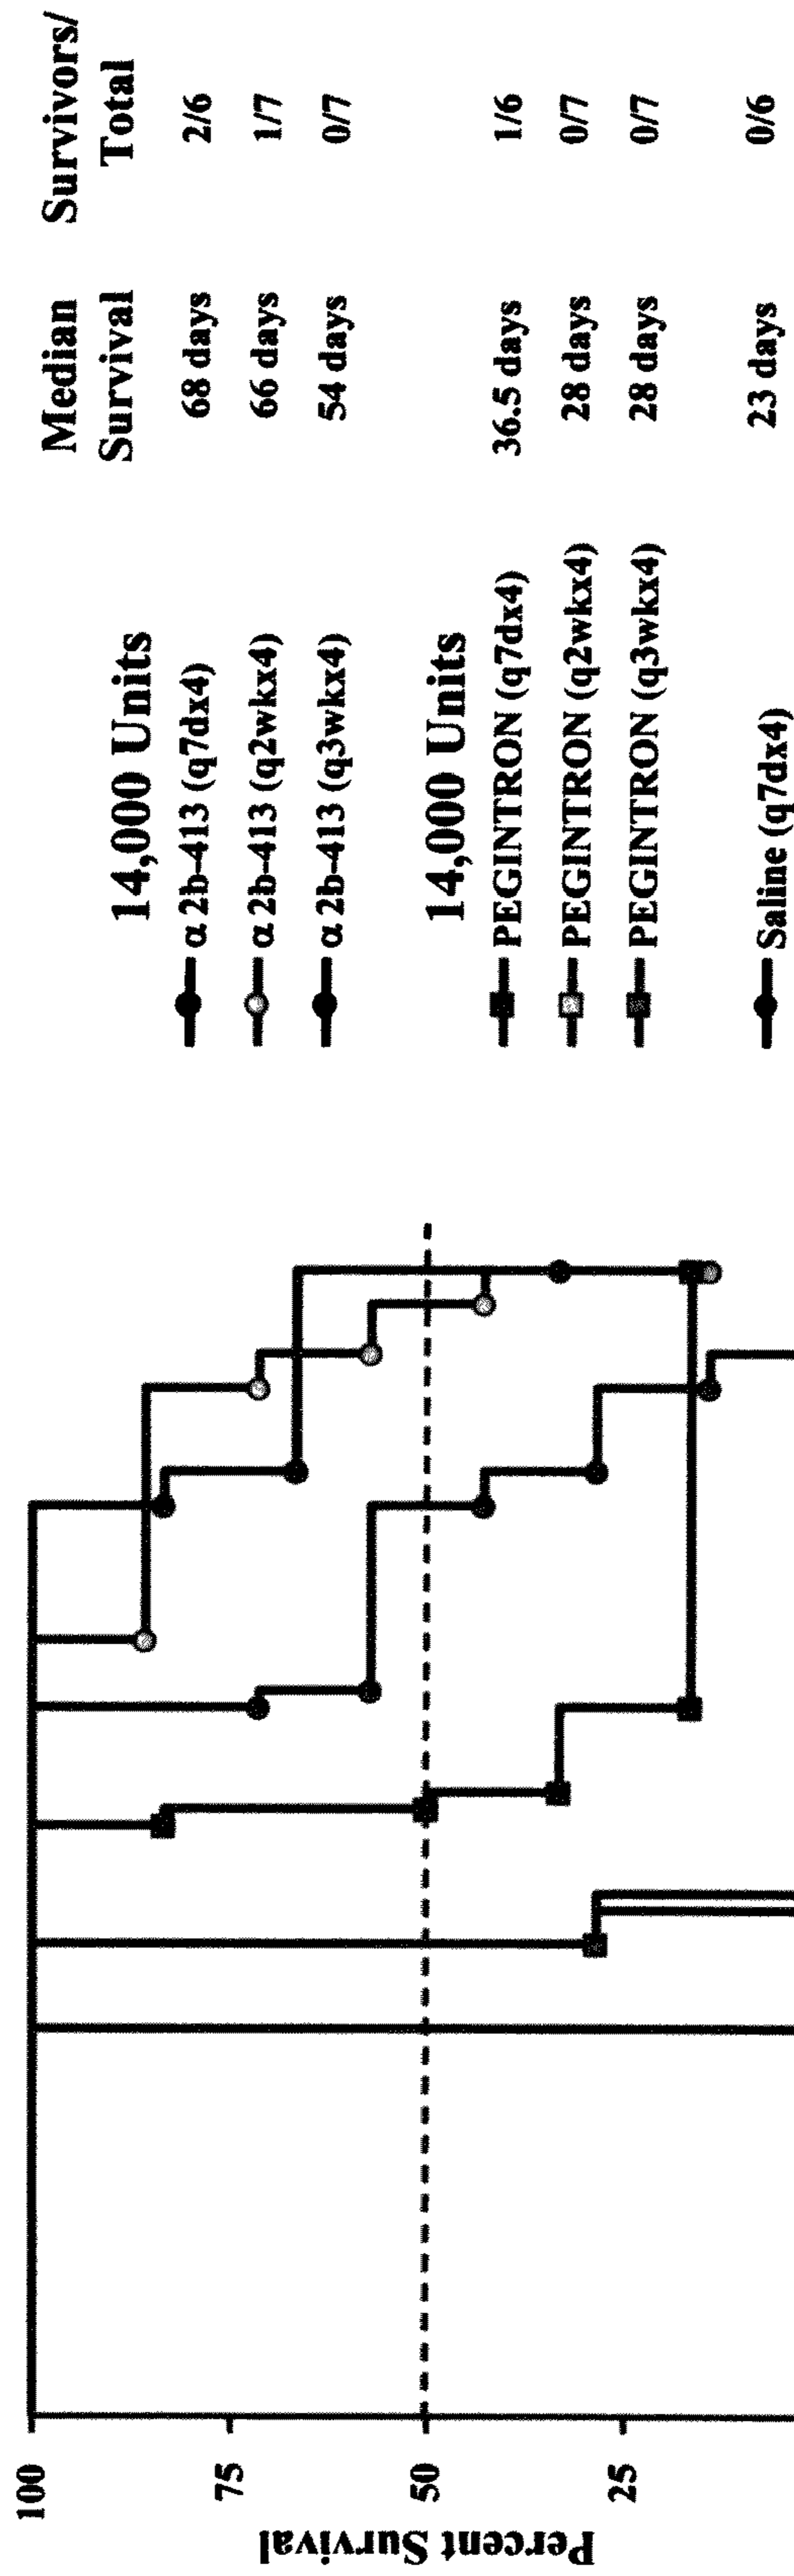 Median Survivors/
Survival Total
14,000 Units
α 2b-413 (q7dx4) 68 days 2/6
α 2b-413 (q2wkx4) 66 days 1/7
α 2b-413 (q3wkx4) 54 days 0/7
14,000 Units
PEGINTRON (q7dx4) 36.5 days 1/6
PEGINTRON (q2wkx4) 28 days 0/7
PEGINTRON (q3wkx4) 28 days 0/7
Saline (q7dx4) 23 days 0/6
100
75
50
25
Percent Survival